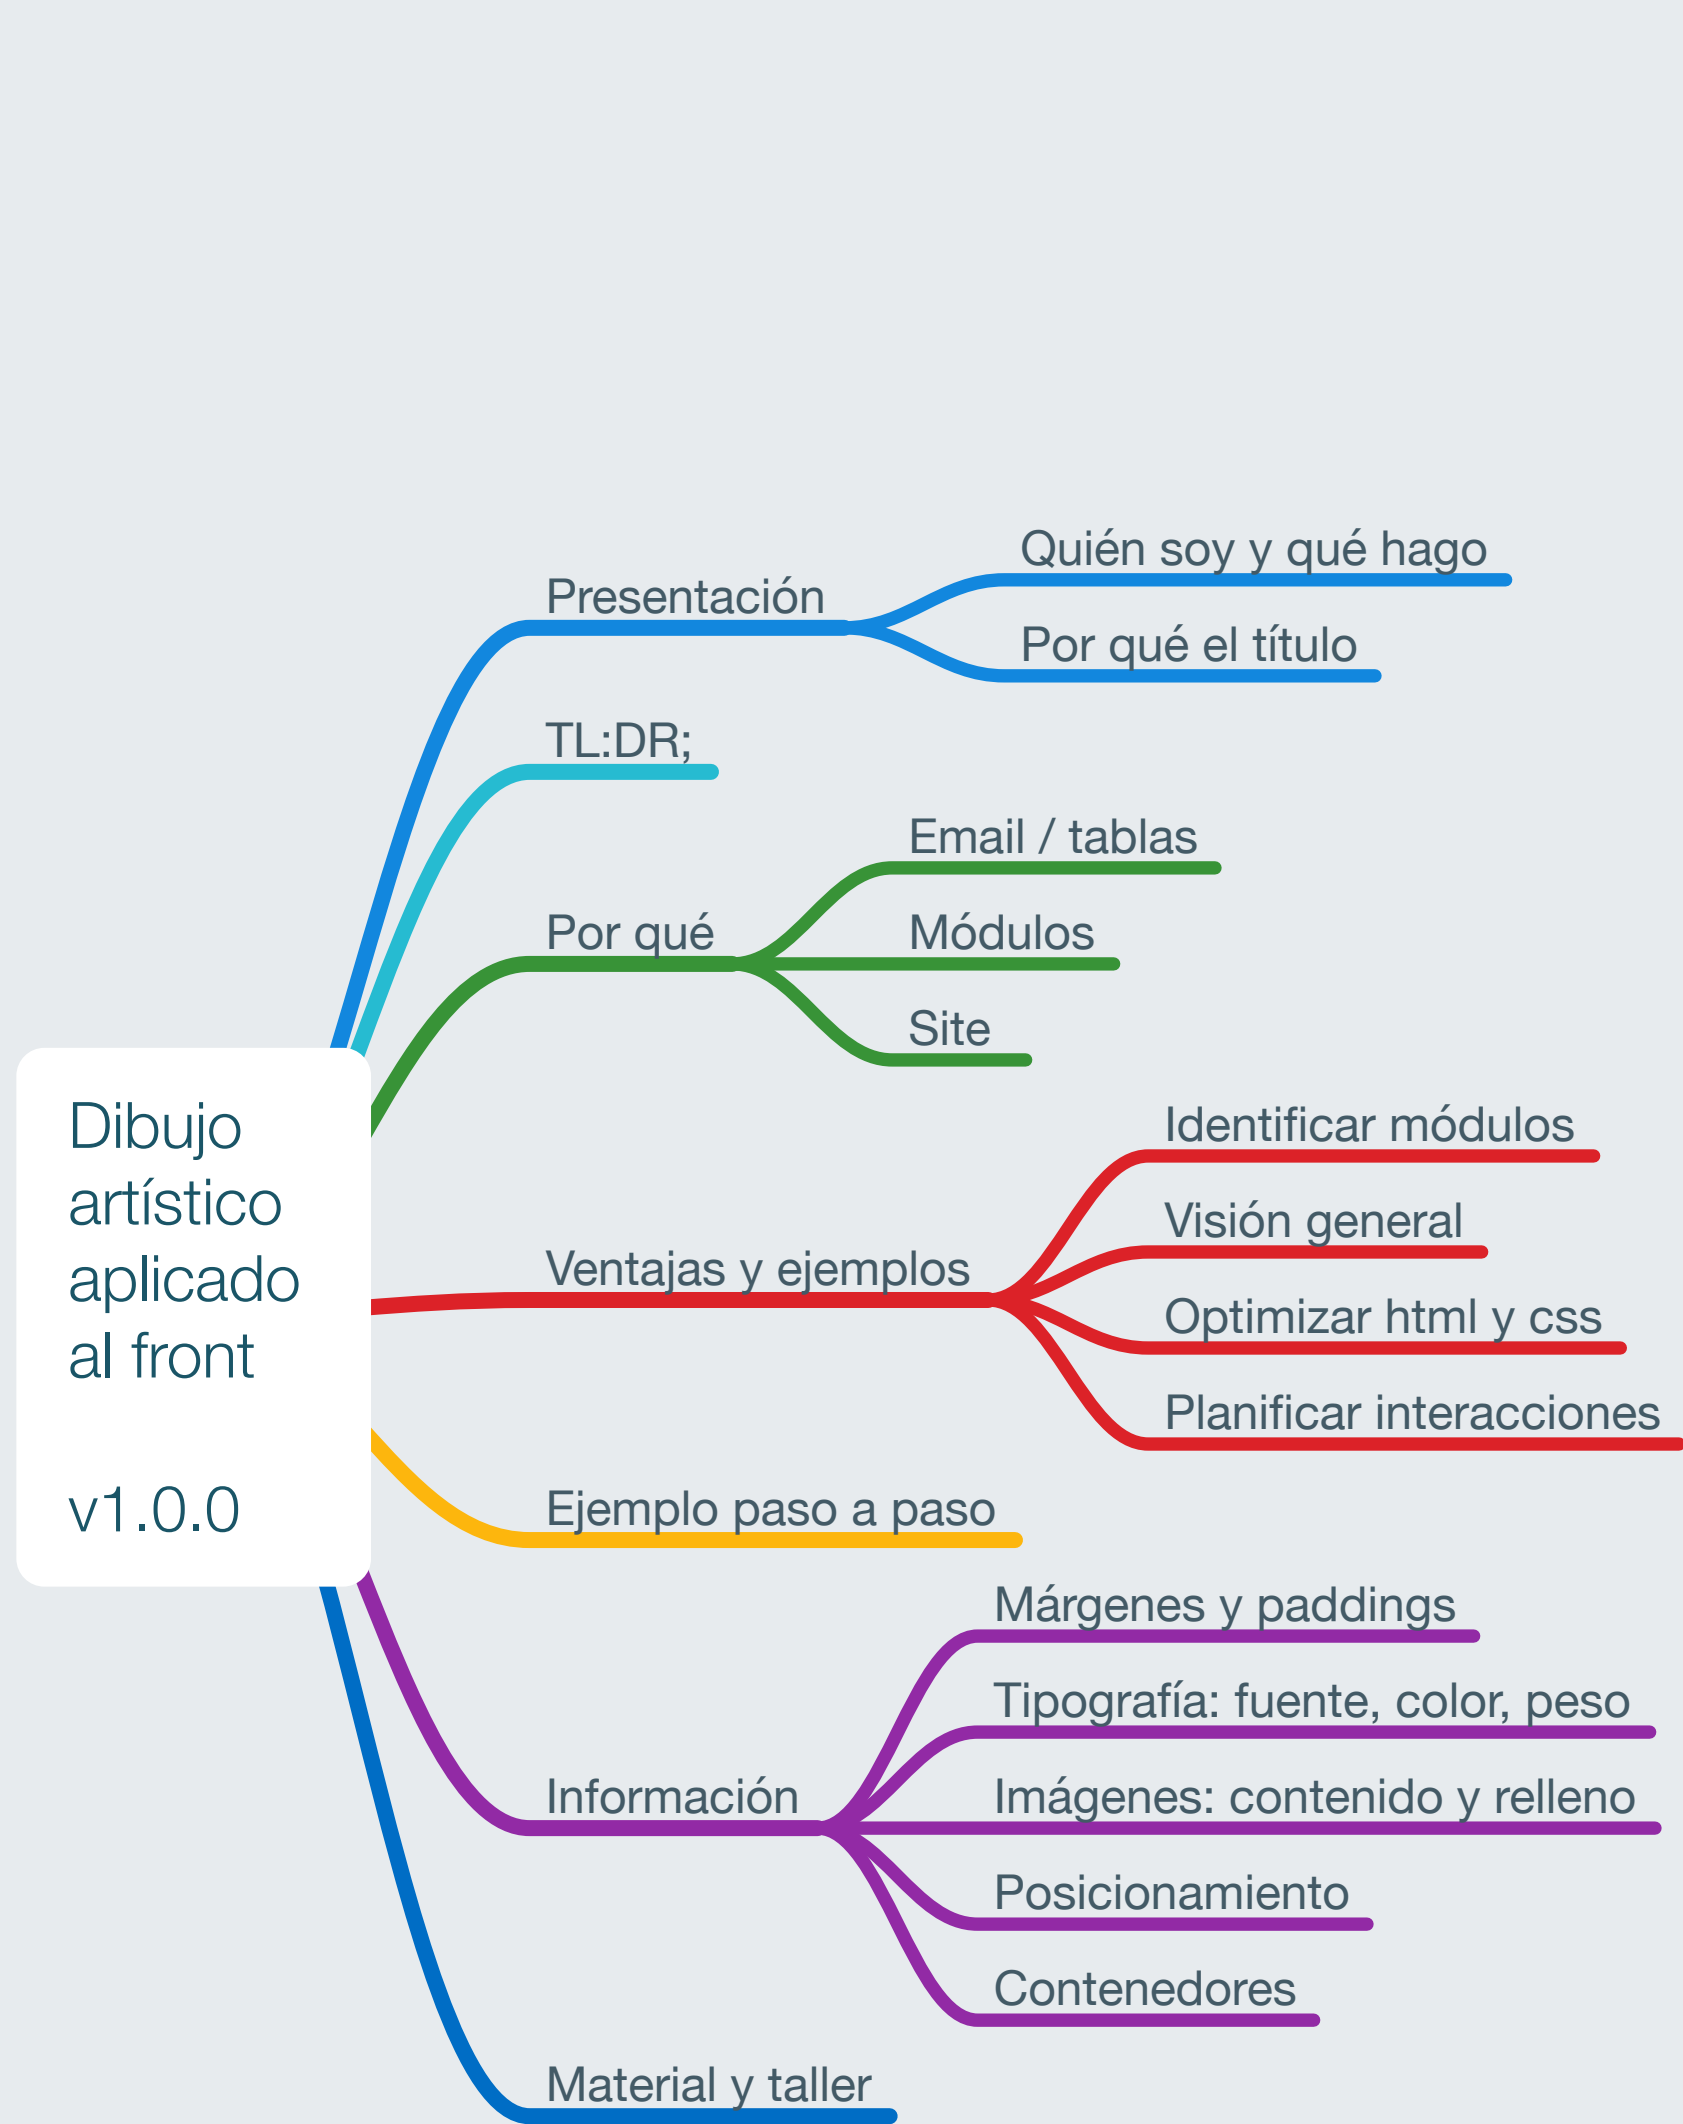 Dibujo
artístico
aplicado
al front
v1.0.0
Presentación
Quién soy y qué hago
Por qué el título
TL:DR;
Por qué
Email / tablas
Módulos
Site
Ventajas y ejemplos
Identificar módulos
Visión general
Optimizar html y css
Planificar interacciones
Ejemplo paso a paso
Información
Márgenes y paddings
Tipografía: fuente, color, peso
Imágenes: contenido y relleno
Posicionamiento
Contenedores
Material y taller